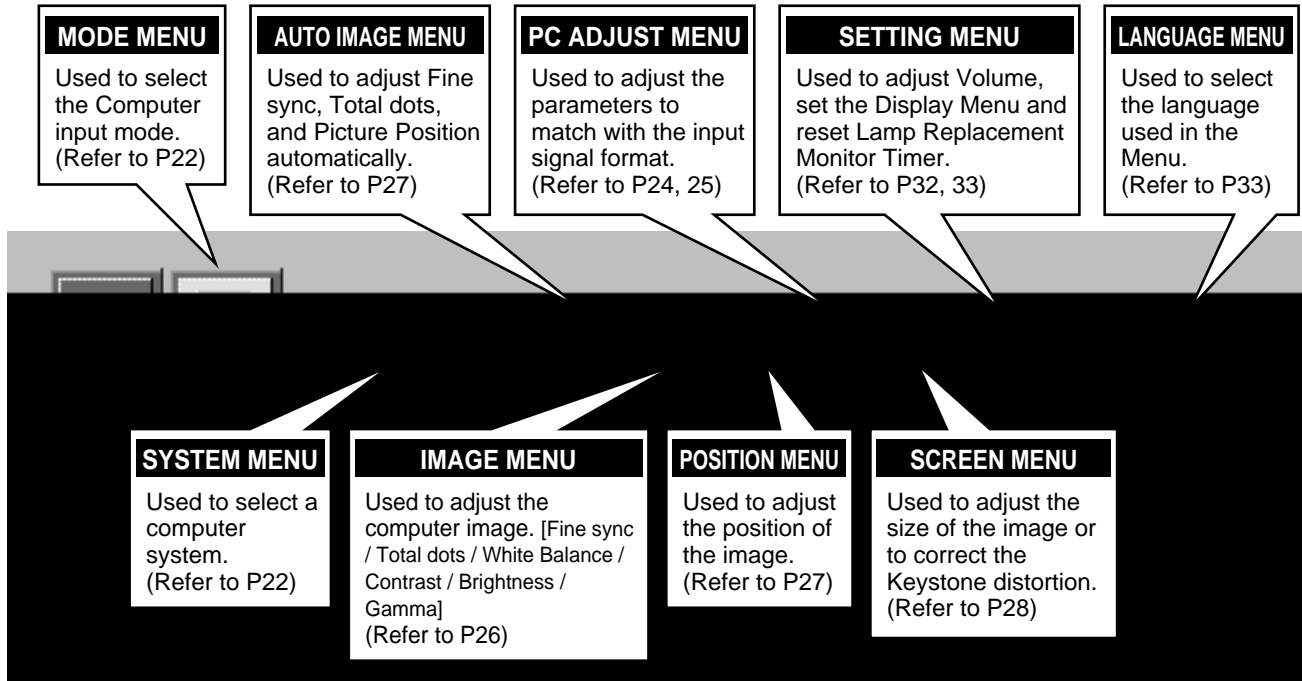 MODE MENU
Used to select
the Computer
input mode.
(Refer to P22)
AUTO IMAGE MENU
Used to adjust Fine
sync, Total dots,
and Picture Position
automatically.
(Refer to P27)
PC ADJUST MENU
Used to adjust the
parameters to
match with the input
signal format.
(Refer to P24, 25)
SETTING MENU
Used to adjust Volume,
set the Display Menu and
reset Lamp Replacement
Monitor Timer.
(Refer to P32, 33)
LANGUAGE MENU
Used to select
the language
used in the
Menu.
(Refer to P33)
SYSTEM MENU
Used to select a
computer
system.
(Refer to P22)
IMAGE MENU
Used to adjust the
computer image. [Fine sync
/ Total dots / White Balance /
Contrast / Brightness /
Gamma]
(Refer to P26)
POSITION MENU
Used to adjust
the position of
the image.
(Refer to P27)
SCREEN MENU
Used to adjust the
size of the image or
to correct the
Keystone distortion.
(Refer to P28)